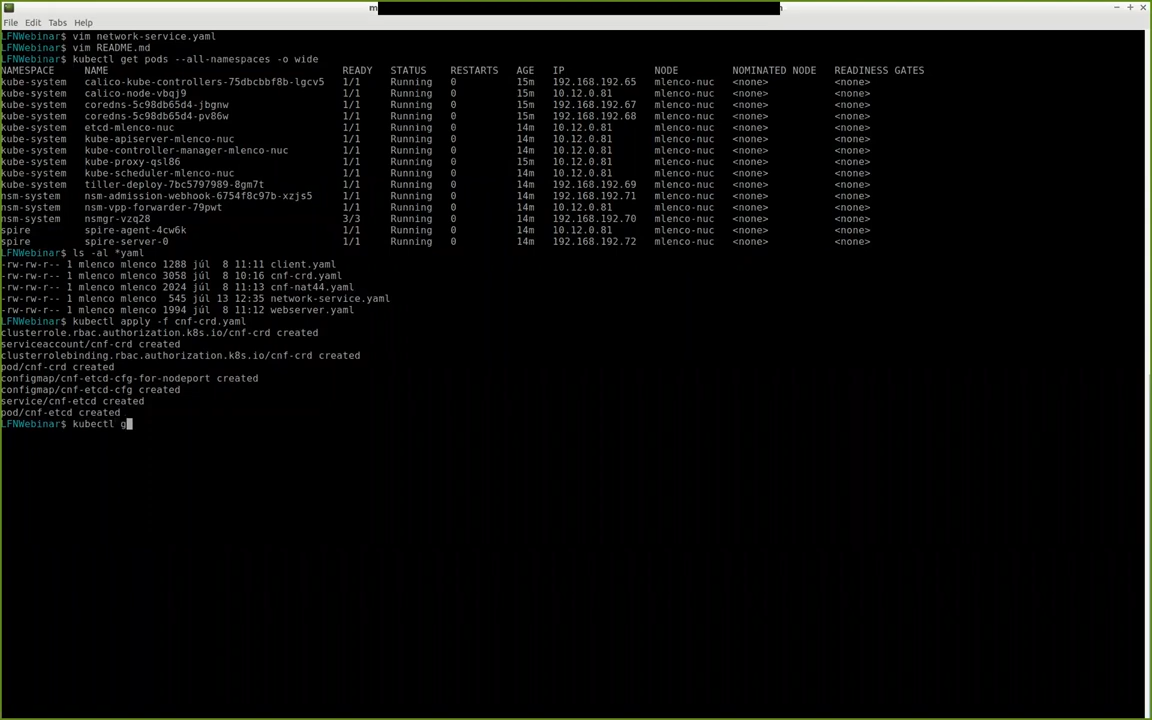 m
File Edit Tabs Help
LFNWebinar$ vim network-service.yaml
LFNWebinar$ vim README.md
LFNWebinar$ kubectl get pods --all-namespaces -o wide
NAMESPACE NAME READY STATUS RESTARTS AGE IP NODE NOMINATED NODE READINESS GATES
kube-system calico-kube-controllers-75dbcbbf8b-lgcv5 1/1 Running 0 15m 192.168.192.65 mlenco-nuc <none> <none>
kube-system calico-node-vbqj9 1/1 Running 0 15m 10.12.0.81 mlenco-nuc <none> <none>
kube-system coredns-5c98db65d4-jbgnw 1/1 Running 0 15m 192.168.192.67 mlenco-nuc <none> <none>
kube-system coredns-5c98db65d4-pv86w 1/1 Running 0 15m 192.168.192.68 mlenco-nuc <none> <none>
kube-system etcd-mlenco-nuc 1/1 Running 0 14m 10.12.0.81 mlenco-nuc <none> <none>
kube-system kube-apiserver-mlenco-nuc 1/1 Running 0 14m 10.12.0.81 mlenco-nuc <none> <none>
kube-system kube-controller-manager-mlenco-nuc 1/1 Running 0 14m 10.12.0.81 mlenco-nuc <none> <none>
kube-system kube-proxy-qsl86 1/1 Running 0 15m 10.12.0.81 mlenco-nuc <none> <none>
kube-system kube-scheduler-mlenco-nuc 1/1 Running 0 14m 10.12.0.81 mlenco-nuc <none> <none>
kube-system tiller-deploy-7bc5797989-8gm7t 1/1 Running 0 14m 192.168.192.69 mlenco-nuc <none> <none>
nsm-system nsm-admission-webhook-6754f8c97b-xzjs5 1/1 Running 0 14m 192.168.192.71 mlenco-nuc <none> <none>
nsm-system nsm-vpp-forwarder-79pwt 1/1 Running 0 14m 10.12.0.81 mlenco-nuc <none> <none>
nsm-system nsmgr-vzq28 3/3 Running 0 14m 192.168.192.70 mlenco-nuc <none> <none>
spire spire-agent-4cw6k 1/1 Running 0 14m 10.12.0.81 mlenco-nuc <none> <none>
spire spire-server-0 1/1 Running 0 14m 192.168.192.72 mlenco-nuc <none> <none>
LFNWebinar$ ls -al *yaml
-rw-rw-r-- 1 mlenco mlenco 1288 júl 8 11:11 client.yaml
-rw-rw-r-- 1 mlenco mlenco 3058 júl 8 10:16 cnf-crd.yaml
-rw-rw-r-- 1 mlenco mlenco 2024 júl 8 11:13 cnf-nat44.yaml
-rw-rw-r-- 1 mlenco mlenco 545 júl 13 12:35 network-service.yaml
-rw-rw-r-- 1 mlenco mlenco 1994 júl 8 11:12 webserver.yaml
LFNWebinar$ kubectl apply -f cnf-crd.yaml
clusterrole.rbac.authorization.k8s.io/cnf-crd created
serviceaccount/cnf-crd created
clusterrolebinding.rbac.authorization.k8s.io/cnf-crd created
pod/cnf-crd created
configmap/cnf-etcd-cfg-for-nodeport created
configmap/cnf-etcd-cfg created
service/cnf-etcd created
pod/cnf-etcd created
LFNWebinar$ kubectl g